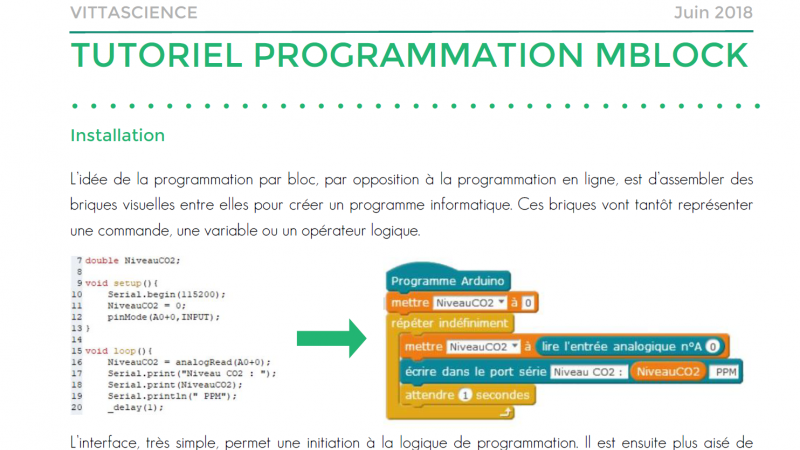 VITTASCIENCE Juin 2018
TUTORIEL PROGRAMMATION MBLOCK
Installation
L'idée de la programmation par bloc, par opposition à la programmation en ligne, est d'assembler des
briques visuelles entre elles pour créer un programme informatique. Ces briques vont tantôt représenter
une commande, une variable ou un opérateur logique.
7 double NiveauCO2;
8
9 void setup(){
10 Serial.begin(115200);
11 NiveauCO2 = 0;
12 pinMode(A0+0,INPUT);
13 }
14
15 void loop(){
16 NiveauCO2 = analogRead(A0+0);
17 Serial.print("Niveau CO2 : ");
18 Serial.print(NiveauCO2);
19 Serial.println(" PPM");
20 _delay(1);
Programme Arduino
mettre NiveauCO2 à 0
répéter indéfiniment
mettre NiveauCO2 à lire l'entrée analogique n°A 0
écrire dans le port série Niveau CO2 : NiveauCO2 PPM
attendre 1 secondes
L'interface, très simple, permet une initiation à la logique de programmation. Il est ensuite plus aisé de